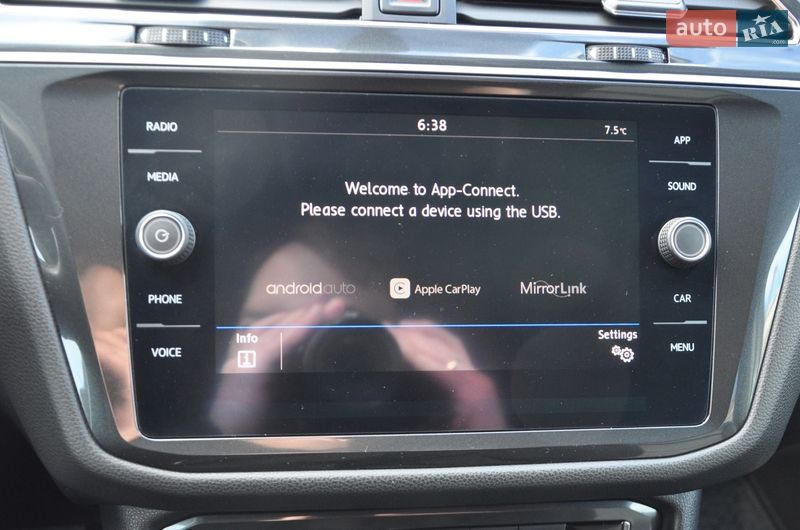 auto RIA
.com
RADIO
MEDIA
PHONE
VOICE
6:38
7.5°C
Welcome to App-Connect.
Please connect a device using the USB.
androidauto
Apple CarPlay
MirrorLink
Info
Settings
APP
SOUND
CAR
MENU